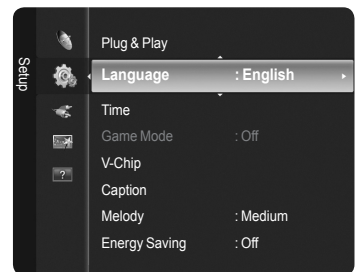 Setup
Plug & Play
Language : English
Time
Game Mode : Off
V-Chip
Caption
Melody : Medium
Energy Saving : Off
?